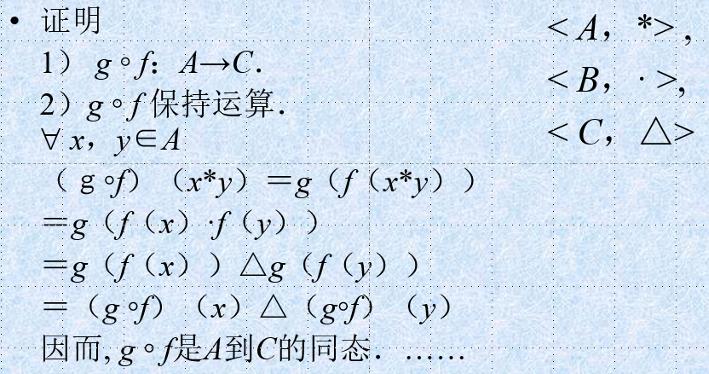 • 证明
1） g∘f：A→C．
2）g∘f 保持运算．
∀ x，y∈A
（ g∘f）（x*y）＝g（f（x*y））
＝g（f（x）·f（y））
＝g（f（x））△g（f（y））
＝（g∘f）（x）△（g∘f）（y）
因而, g∘f是A到C的同态．……
＜A，*＞,
＜B，·＞,
＜C，△＞